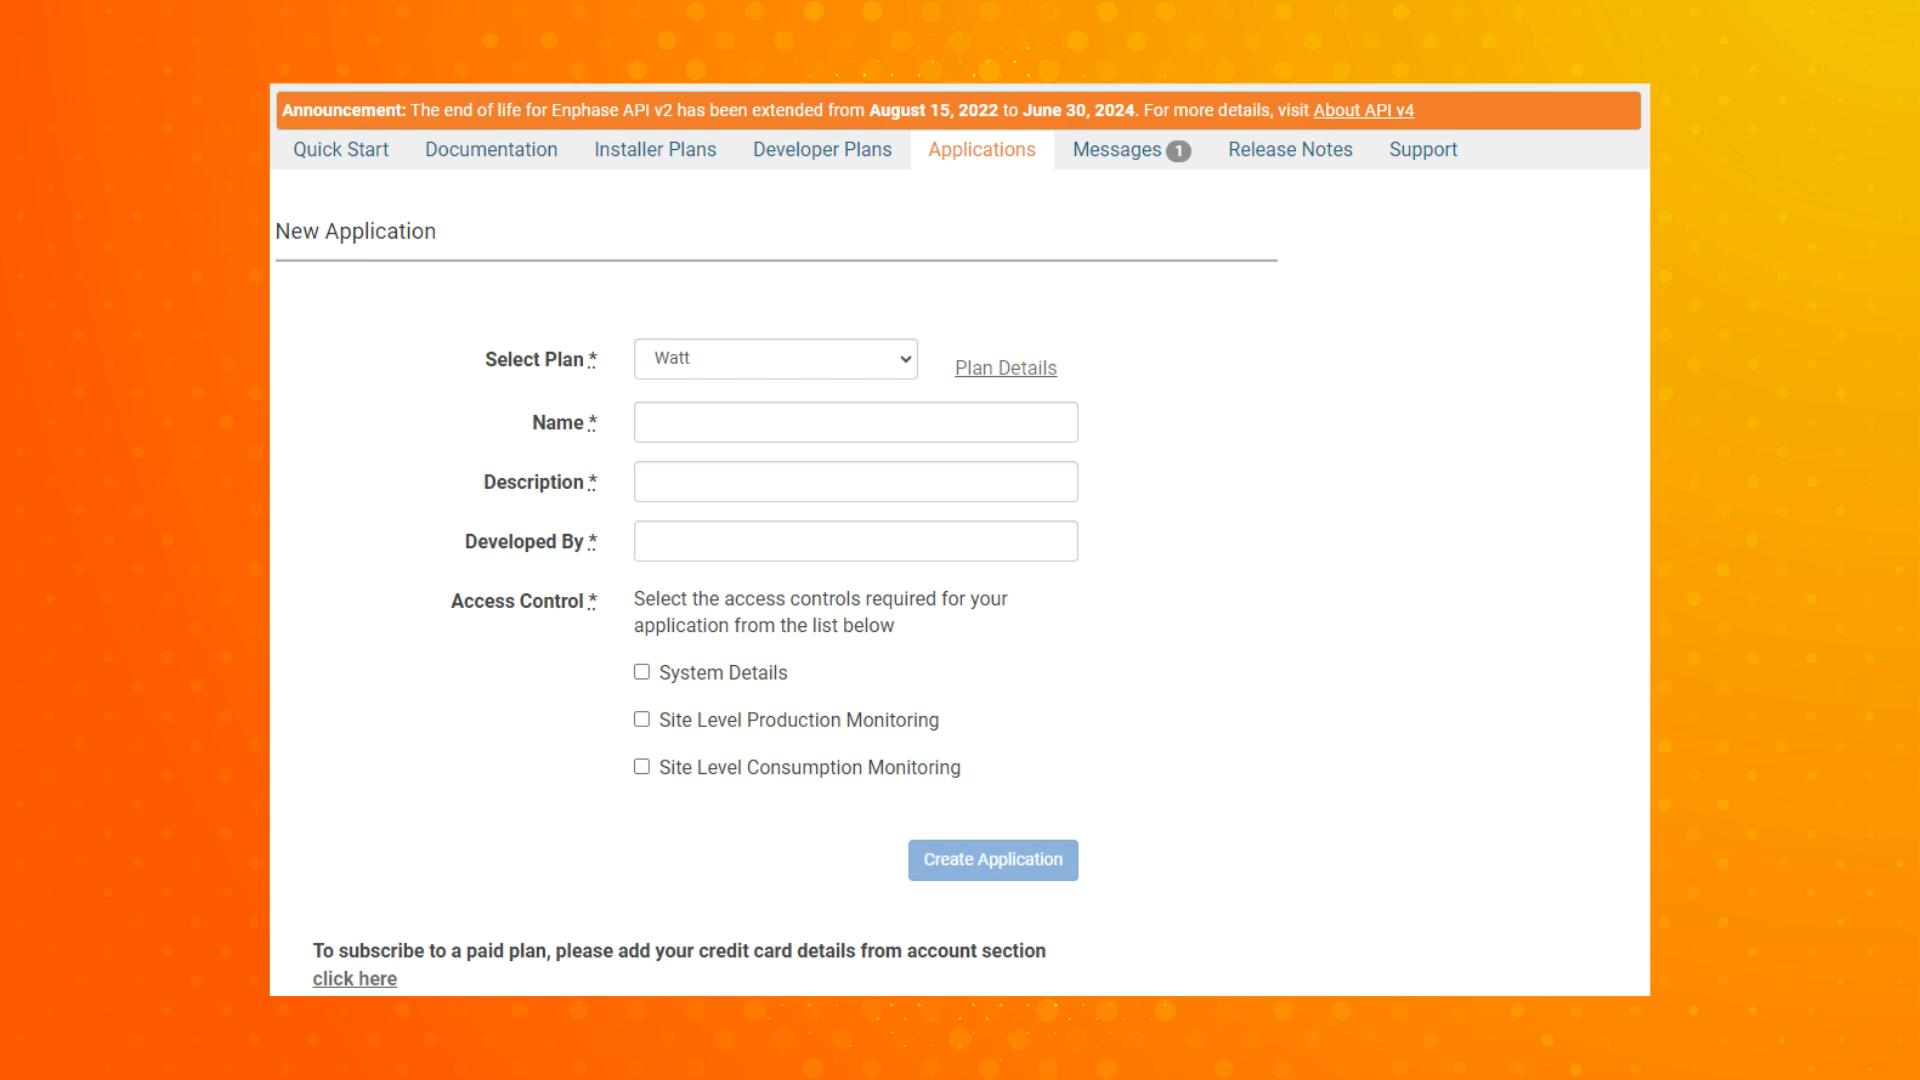 Announcement: The end of life for Enphase API v2 has been extended from August 15, 2022 to June 30, 2024. For more details, visit About API v4
Quick Start Documentation Installer Plans Developer Plans Applications Messages 1 Release Notes Support
New Application
Select Plan * Watt Plan Details
Name *
Description *
Developed By *
Access Control * Select the access controls required for your
application from the list below
System Details
Site Level Production Monitoring
Site Level Consumption Monitoring
Create Application
To subscribe to a paid plan, please add your credit card details from account section
click here